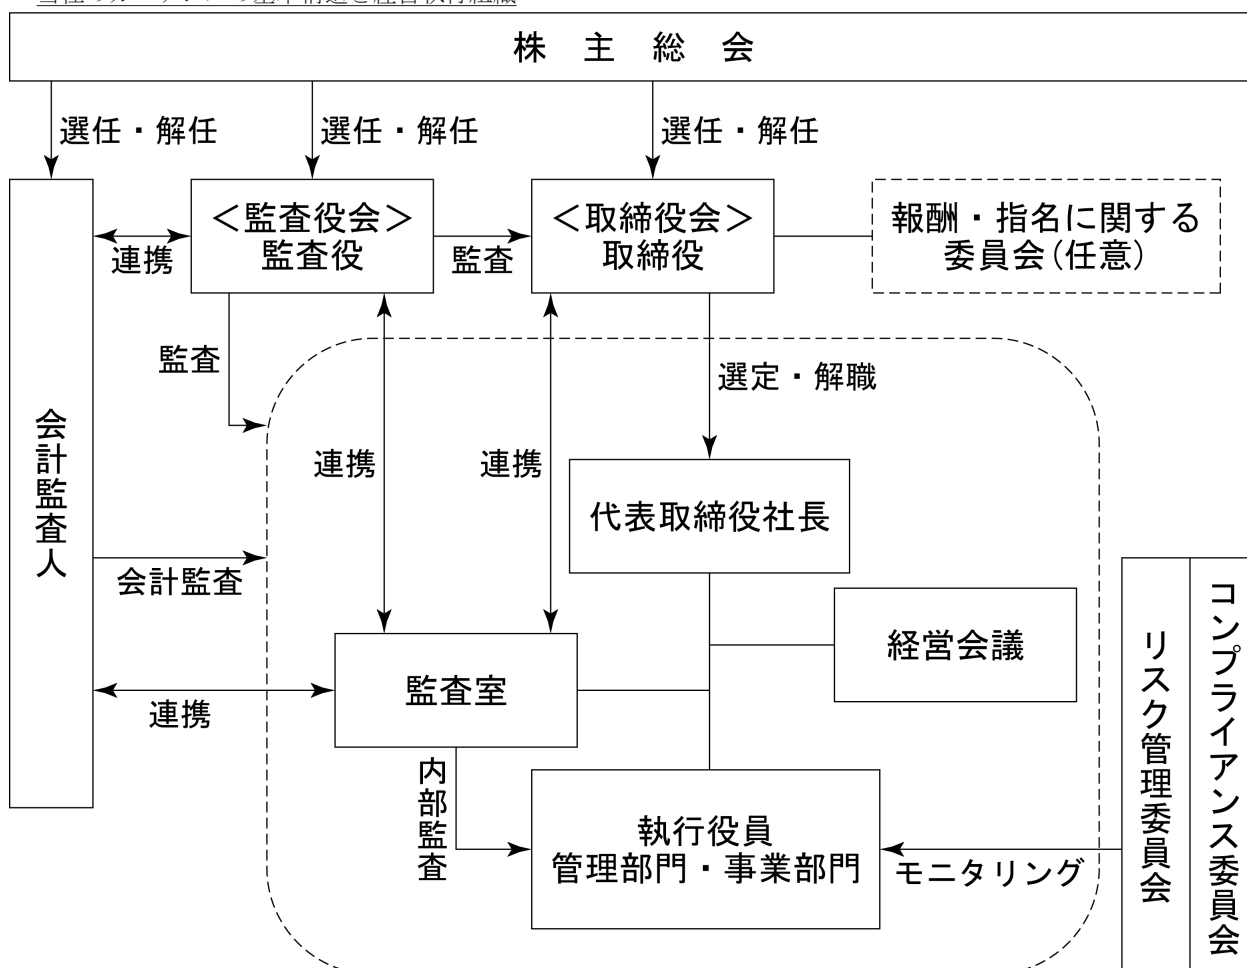 株主総会
選任・解任
選任・解任
選任・解任
<監査役会>
監査役
<取締役会>
取締役
報酬・指名に関する
委員会(任意)
連携
監査
監査
選定・解職
会計監査人
連携
連携
代表取締役社長
会計監査
経営会議
監査室
連携
内部監査
執行役員
管理部門・事業部門
モニタリング
リスク管理委員会
コンプライアンス委員会